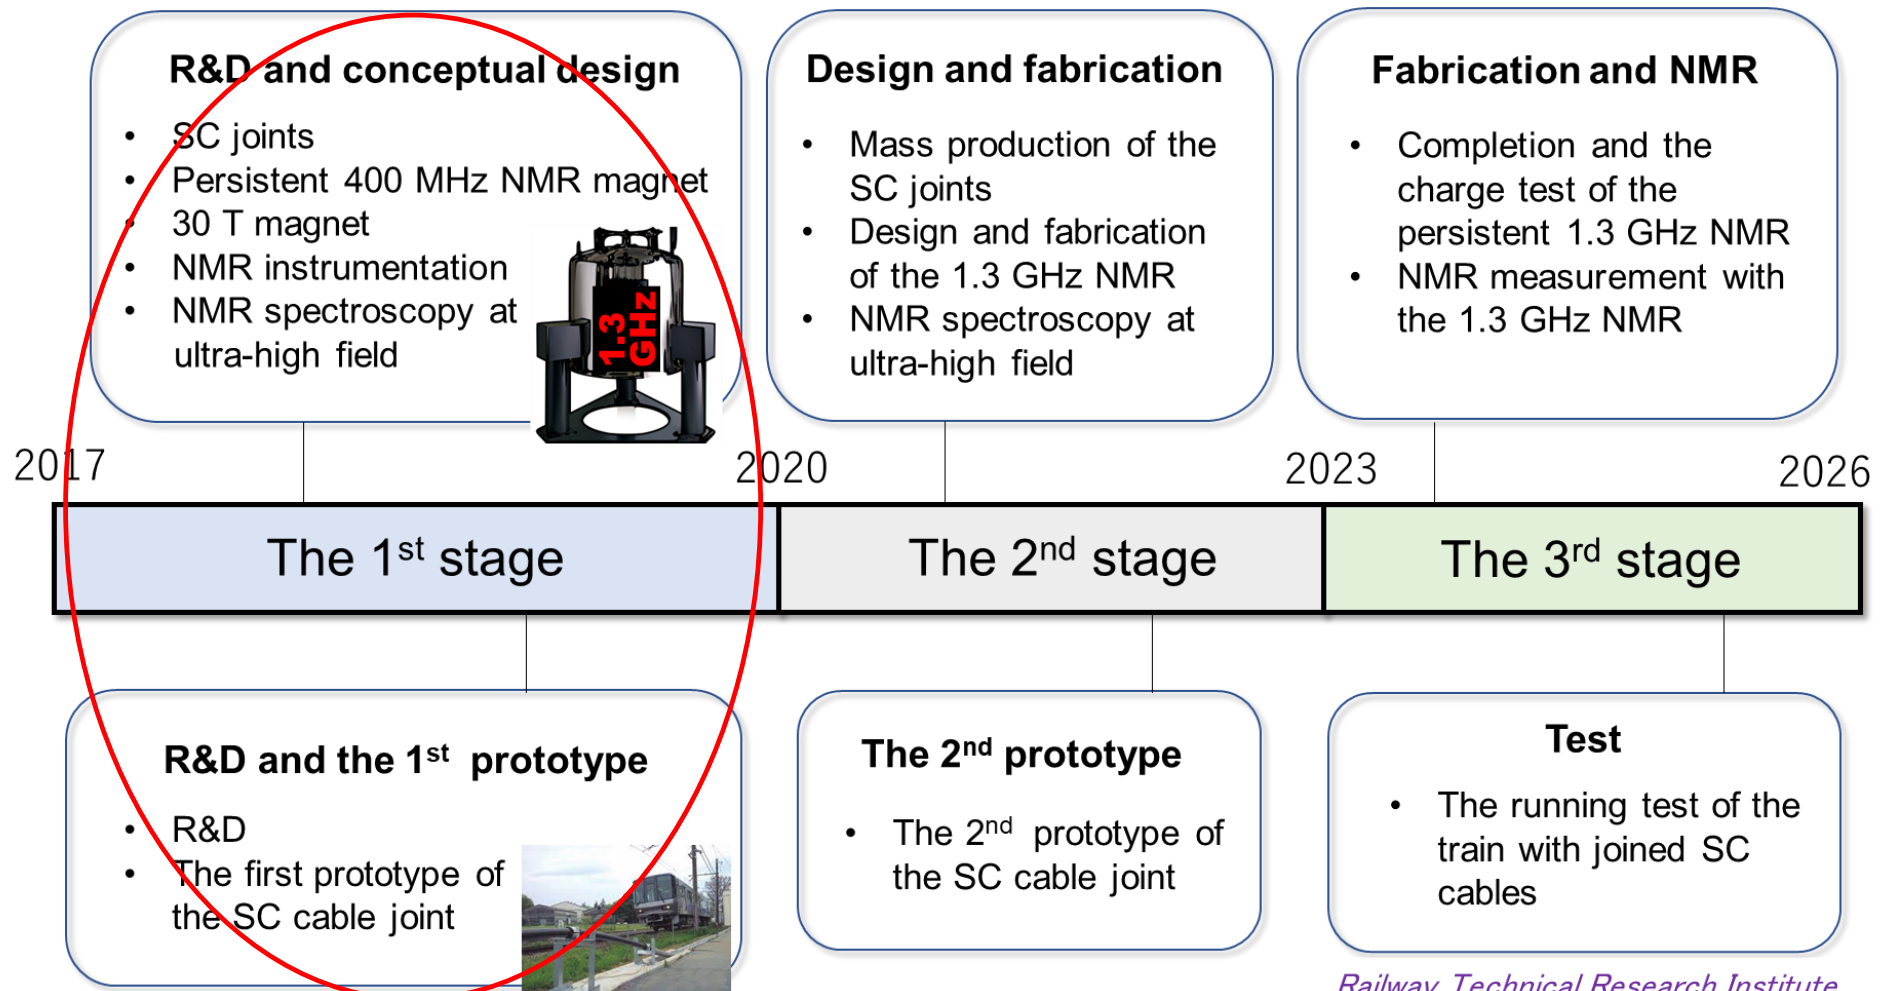 R&D and conceptual design
• SC joints
• Persistent 400 MHz NMR magnet
• 30 T magnet
• NMR instrumentation
• NMR spectroscopy at
ultra-high field
1.3
GHz
Design and fabrication
• Mass production of the
SC joints
• Design and fabrication
of the 1.3 GHz NMR
• NMR spectroscopy at
ultra-high field
Fabrication and NMR
• Completion and the
charge test of the
persistent 1.3 GHz NMR
• NMR measurement with
the 1.3 GHz NMR
2017
2020
2023
2026
The 1st stage
The 2nd stage
The 3rd stage
R&D and the 1st prototype
• R&D
• The first prototype of
the SC cable joint
The 2nd prototype
• The 2nd prototype of
the SC cable joint
Test
• The running test of the
train with joined SC
cables
Railway Technical Research Institute